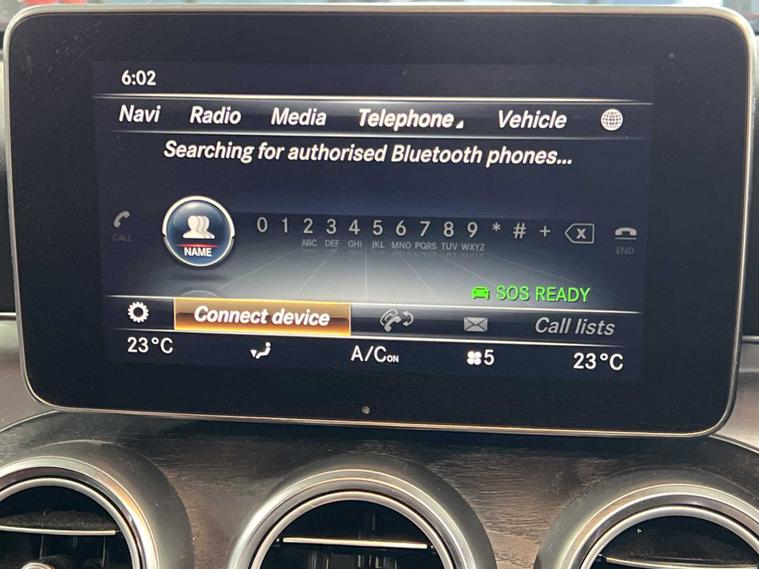 6:02
Navi Radio Media Telephone Vehicle
Searching for authorised Bluetooth phones...
CALL NAME 0 1 2 3 4 5 6 7 8 9 * # + X END
ABC DEF GHI JKL MNO PQRS TUV WXYZ
SOS READY
Connect device Call lists
23°C A/C ON 5 23°C